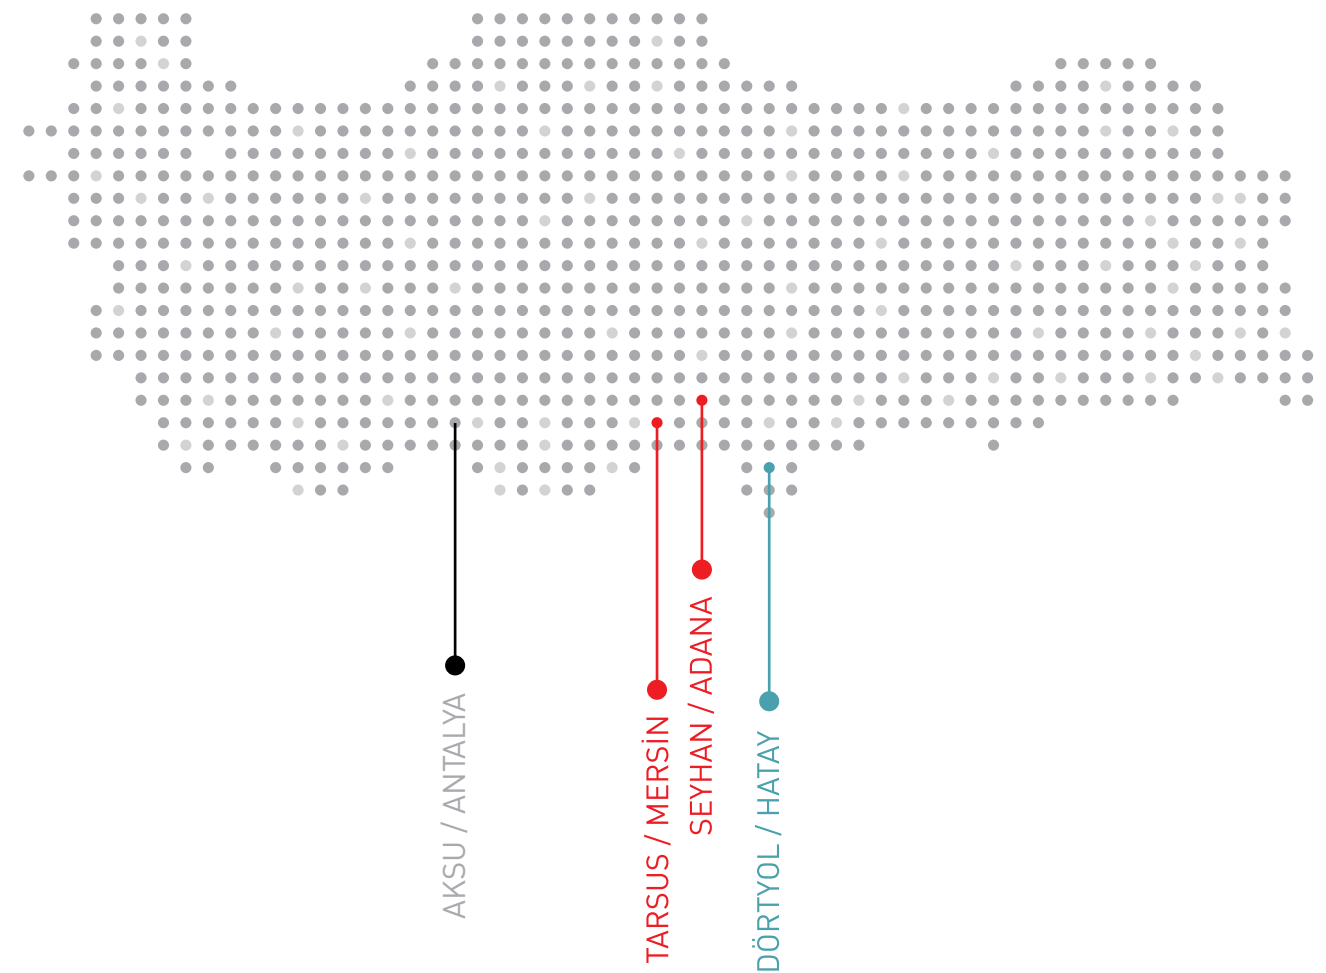 AKSU / ANTALYA
TARSUS / MERSİN
SEYHAN / ADANA
DÖRTYOL / HATAY